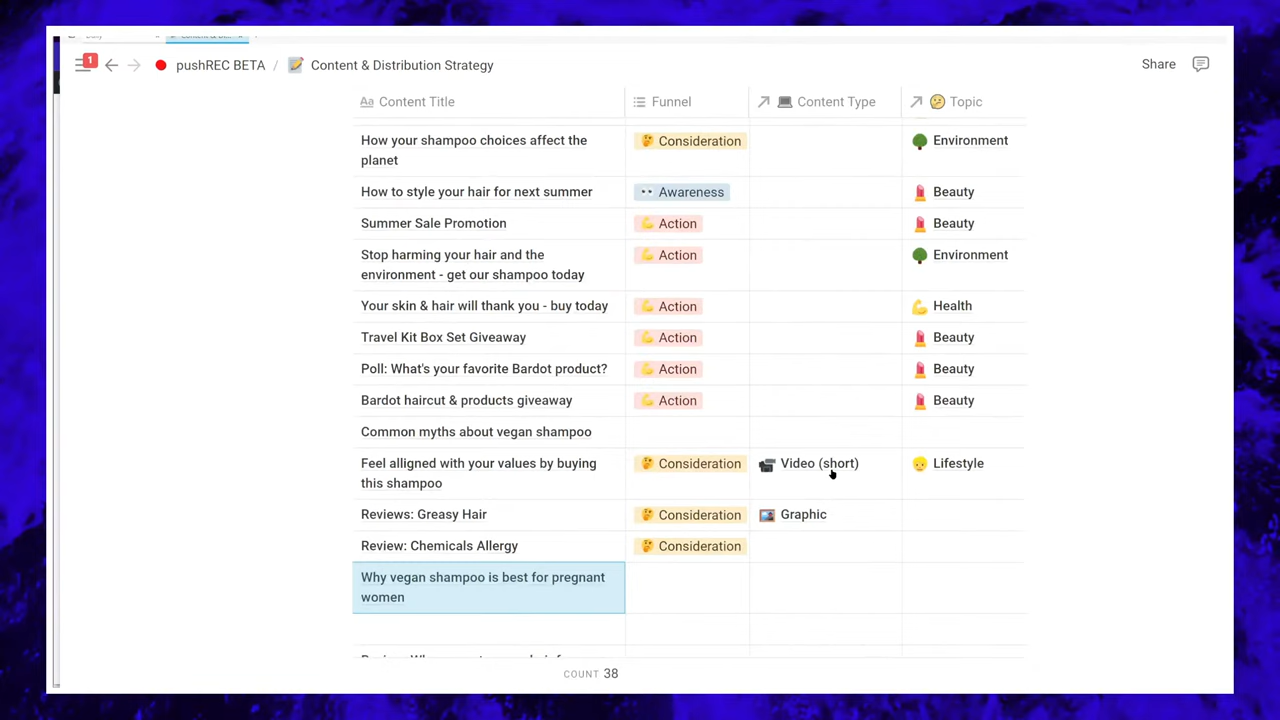 1
pushREC BETA / Content & Distribution Strategy
Share
Aa Content Title
Funnel
Content Type
Topic
How your shampoo choices affect the
planet
Consideration
Environment
How to style your hair for next summer
Awareness
Beauty
Summer Sale Promotion
Action
Beauty
Stop harming your hair and the
environment - get our shampoo today
Action
Environment
Your skin & hair will thank you - buy today
Action
Health
Travel Kit Box Set Giveaway
Action
Beauty
Poll: What's your favorite Bardot product?
Action
Beauty
Bardot haircut & products giveaway
Action
Beauty
Common myths about vegan shampoo
Feel alligned with your values by buying
this shampoo
Consideration
Video (short)
Lifestyle
Reviews: Greasy Hair
Consideration
Graphic
Review: Chemicals Allergy
Consideration
Why vegan shampoo is best for pregnant
women
COUNT 38